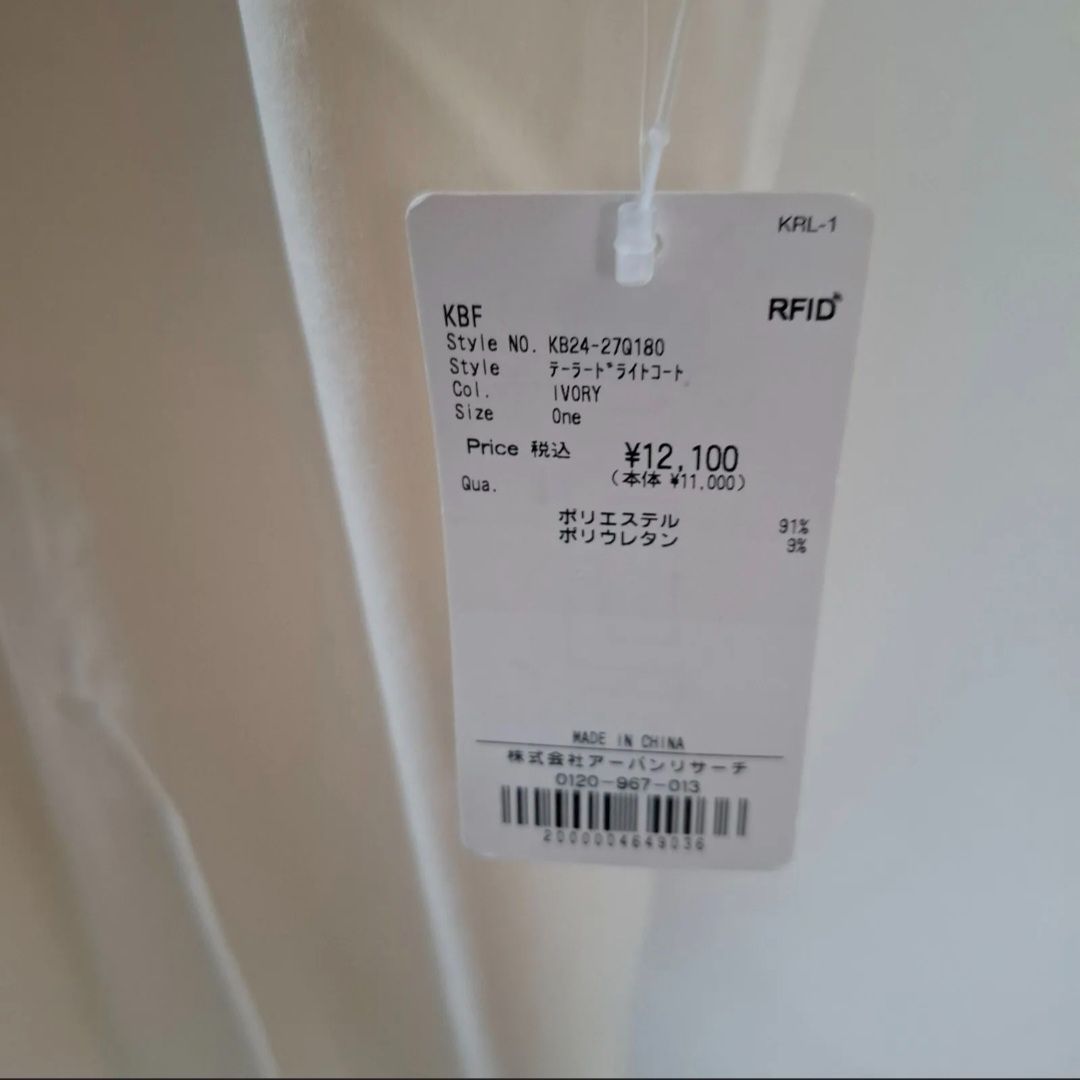 KRL-1
RFID®
KBF
Style NO. KB24-27Q180
Style テーラードライトコート
Col. IVORY
Size One
Price 税込 ¥12,100
(本体 ¥11,000)
Qua.
ポリエステル 91%
ポリウレタン 9%
MADE IN CHINA
株式会社アーバンリサーチ
0120-967-013
2000004649036